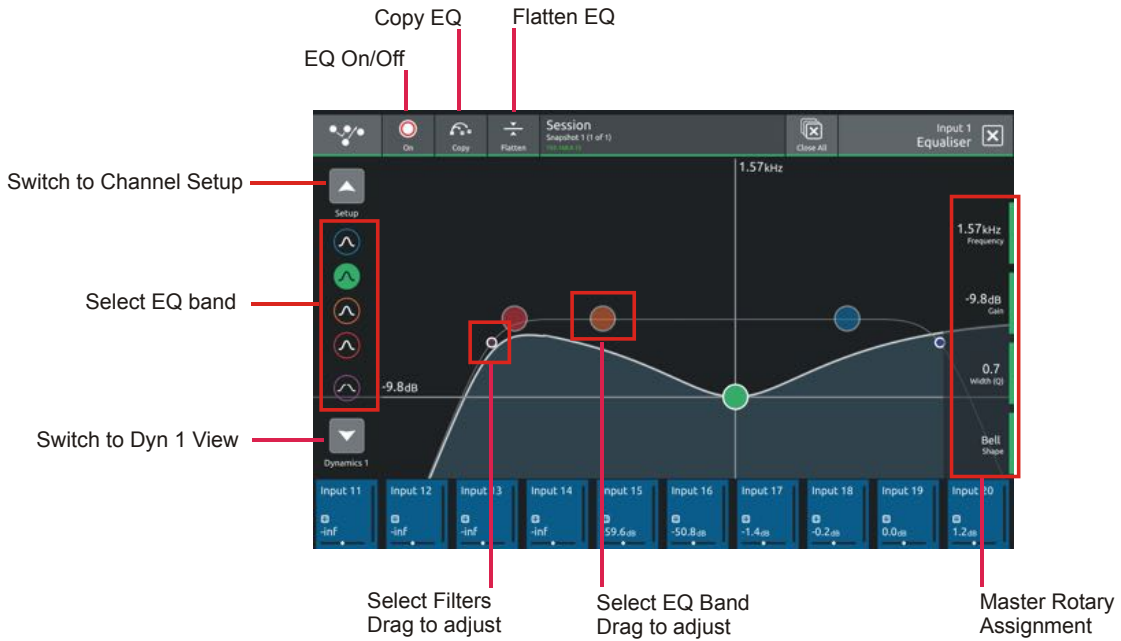 Copy EQ
Flatten EQ
EQ On/Off
On
Copy
Flatten
Session
Snapshot 1 (1 of 1)
Close All
Input 1
Equaliser
Switch to Channel Setup
Setup
1.57kHz
1.57kHz
Frequency
Select EQ band
-9.8dB
Gain
-9.8dB
0.7
Width (Q)
Switch to Dyn 1 View
Dynamics 1
Bell
Shape
Input 11
Input 12
Input 13
Input 14
Input 15
Input 16
Input 17
Input 18
Input 19
Input 20
-inf
-inf
-inf
-inf
-59.6dB
-50.8dB
-1.4dB
-0.2dB
0.0dB
1.2dB
Select Filters
Drag to adjust
Select EQ Band
Drag to adjust
Master Rotary
Assignment